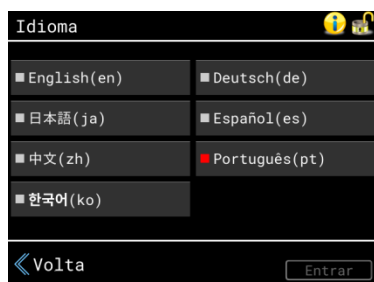 Idioma
English(en)
Deutsch(de)
日本語(ja)
Español(es)
中文(zh)
Português(pt)
한국어(ko)
Volta
Entrar